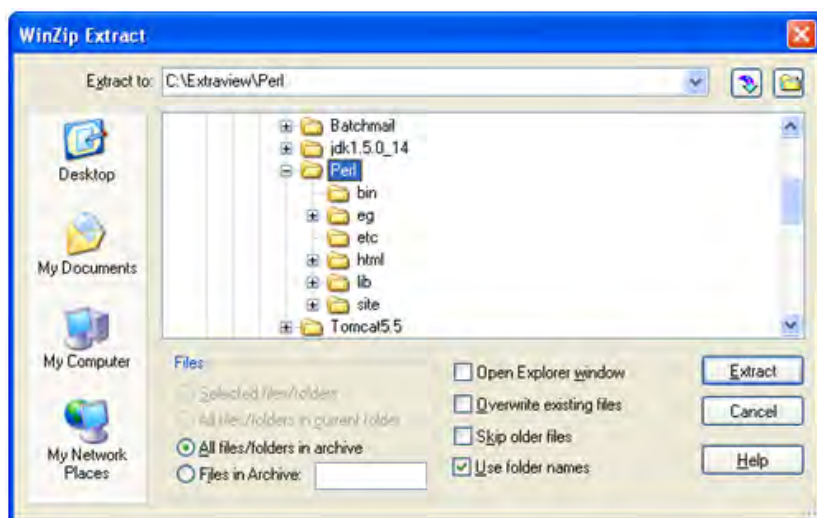 WinZip Extract
Extract to: C:\Extraview\Perl
Desktop
My Documents
My Computer
My Network
Places
Batchmail
jdk1.5.0_14
Perl
bin
eg
etc
html
lib
site
Tomcat5.5
Files
Selected files/folders
All files/folders in current folder
All files/folders in archive
Files in Archive:
Open Explorer window
Overwrite existing files
Skip older files
Use folder names
Extract
Cancel
Help